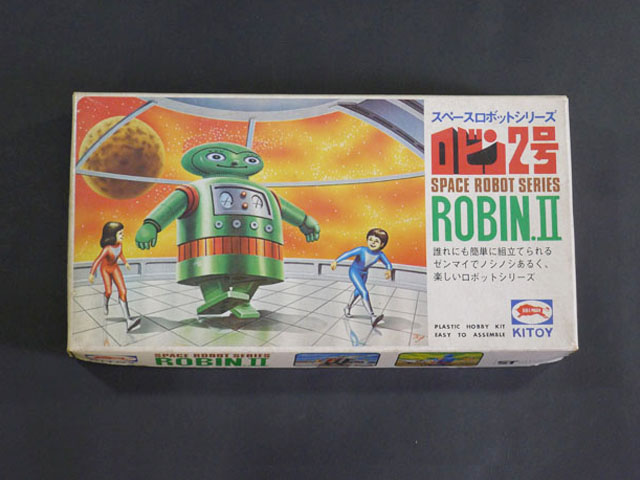 スペースロボットシリーズ
ロビン2号
SPACE ROBOT SERIES
ROBIN.II
誰れにも簡単に組立てられる
ゼンマイでノシノシあるく、
楽しいロボットシリーズ
PLASTIC HOBBY KIT
EASY TO ASSEMBLE
KITOY
SPACE ROBOT SERIES
ROBIN II